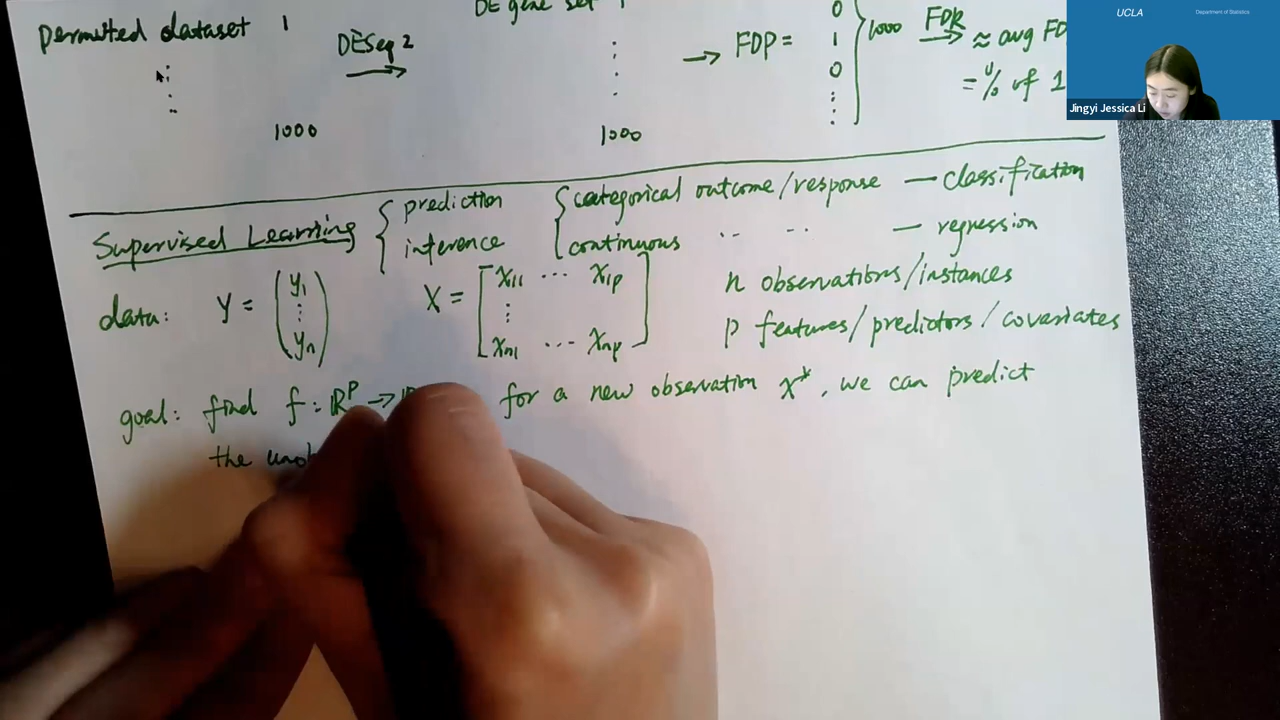 DE gene set 1
permuted dataset 1 DESeq2 → FDP = 0 1 0 ⋮ } 1000 FDR → ≈ avg FD
= % of 1
1000 1000
Supervised Learning { prediction inference { categorical outcome/response — classification
continuous .. .. — regression
data: Y = (y1 ⋮ yn) X = [x11 ... x1p ⋮ xn1 ... xnp] n observations/instances
p features/predictors/covariates
goal: find f: ℝ^p → for a new observation x*, we can predict
the
UCLA
Department of Statistics
Jingyi Jessica Li